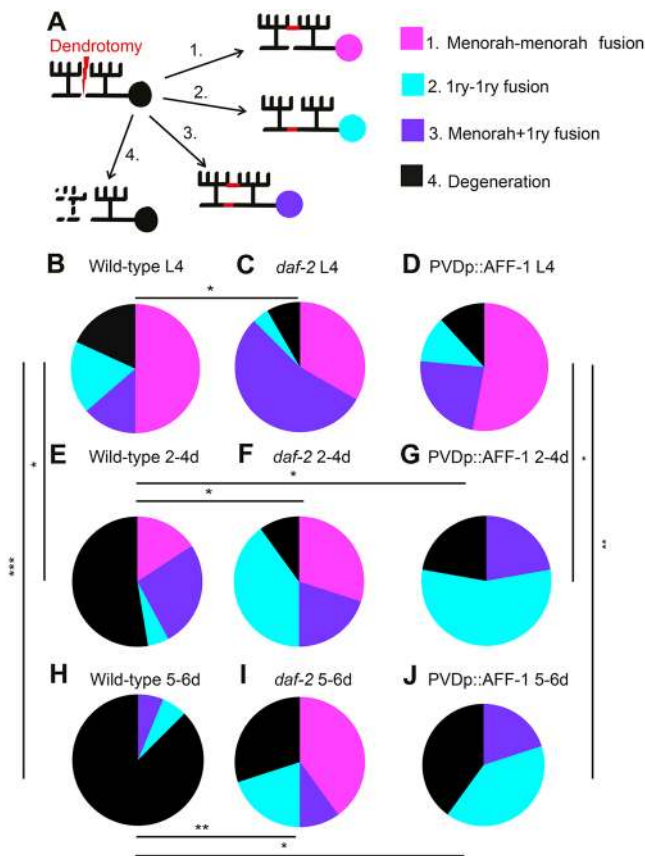 A
Dendrotomy
1.
2.
3.
4.
1. Menorah-menorah fusion
2. 1ry-1ry fusion
3. Menorah+1ry fusion
4. Degeneration
B Wild-type L4
C daf-2 L4
D PVDp::AFF-1 L4
*
E Wild-type 2-4d
F daf-2 2-4d
G PVDp::AFF-1 2-4d
*
*
*
***
*
**
H Wild-type 5-6d
I daf-2 5-6d
J PVDp::AFF-1 5-6d
**
*